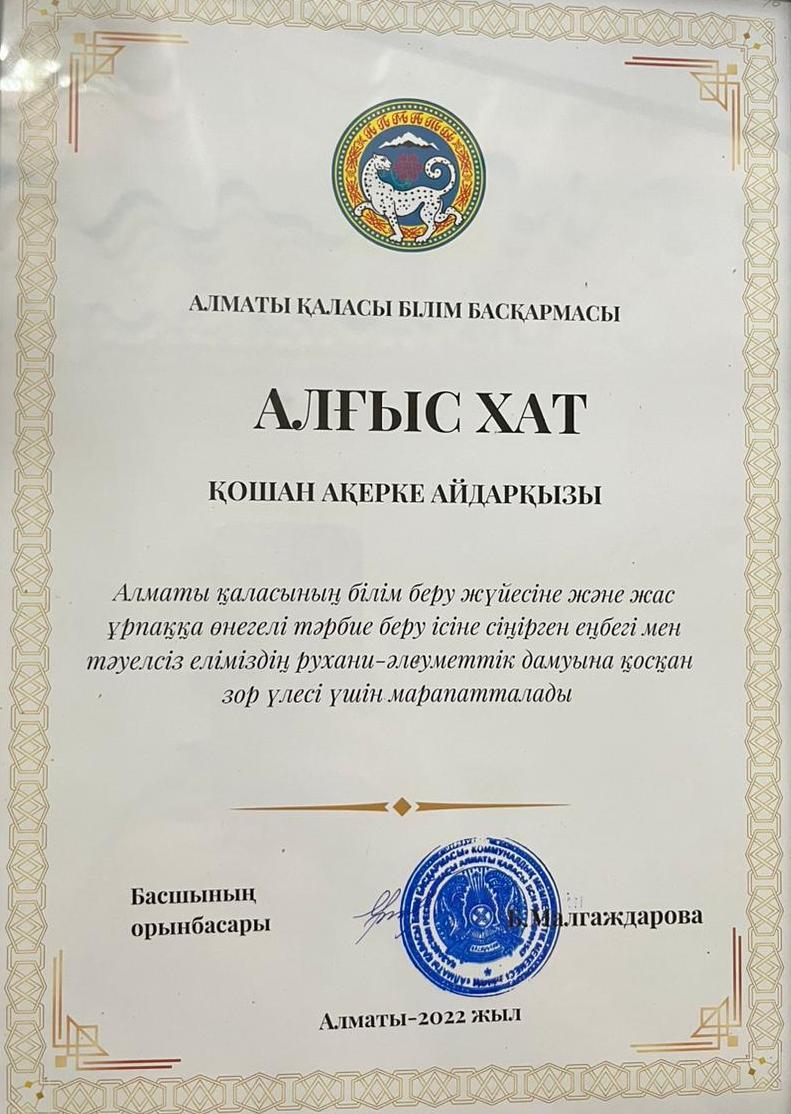 АЛМАТЫ
АЛМАТЫ ҚАЛАСЫ БІЛІМ БАСҚАРМАСЫ
АЛҒЫС ХАТ
ҚОШАН АҚЕРКЕ АЙДАРҚЫЗЫ
Алматы қаласының білім беру жүйесіне және жас
ұрпаққа өнегелі тәрбие беру ісіне сіңірген еңбегі мен
тәуелсіз еліміздің рухани-әлеуметтік дамуына қосқан
зор үлесі үшін марапатталады
Басшының
орынбасары
Малгаждарова
Алматы-2022 жыл